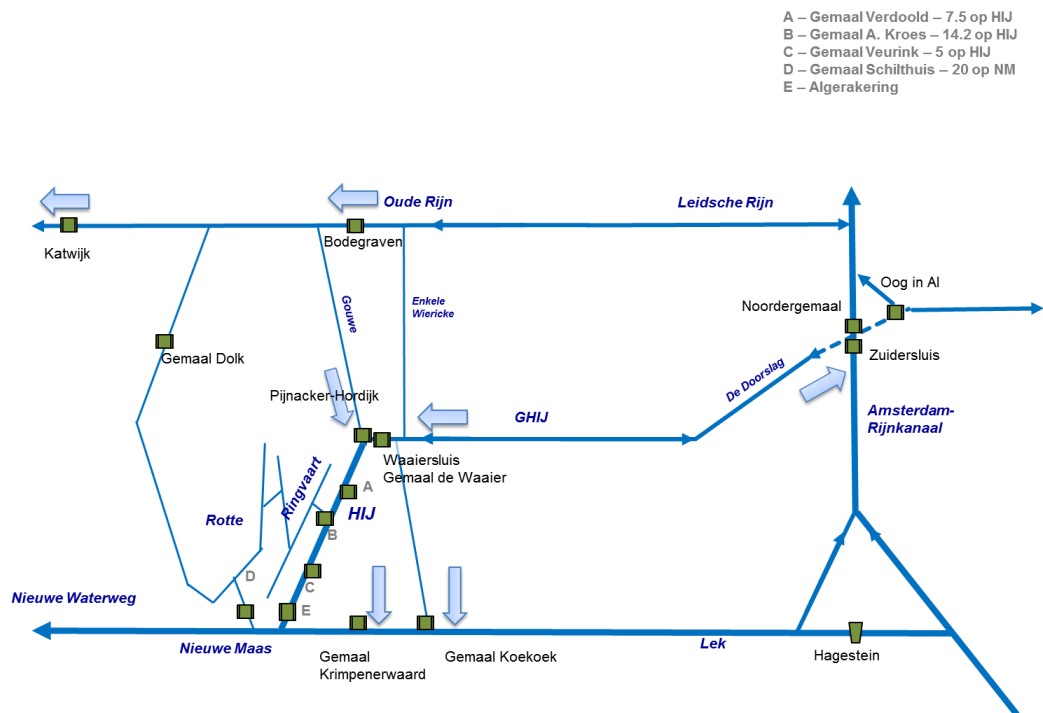 A – Gemaal Verdoold – 7.5 op HIJ
B – Gemaal A. Kroes – 14.2 op HIJ
C – Gemaal Veurink – 5 op HIJ
D – Gemaal Schilthuis – 20 op NM
E – Algerakering
Oude Rijn
Leidsche Rijn
Katwijk
Bodegraven
Oog in Al
Gouwe
Enkele
Wiericke
Noordergemaal
Gemaal Dolk
Zuidersluis
De Doorslag
Pijnacker-Hordijk
GHIJ
Amsterdam-
Rijnkanaal
Waaiersluis
Gemaal de Waaier
Ringvaart
A
Rotte
HIJ
B
D
C
Nieuwe Waterweg
E
Nieuwe Maas
Lek
Gemaal
Krimpenerwaard
Gemaal Koekoek
Hagestein